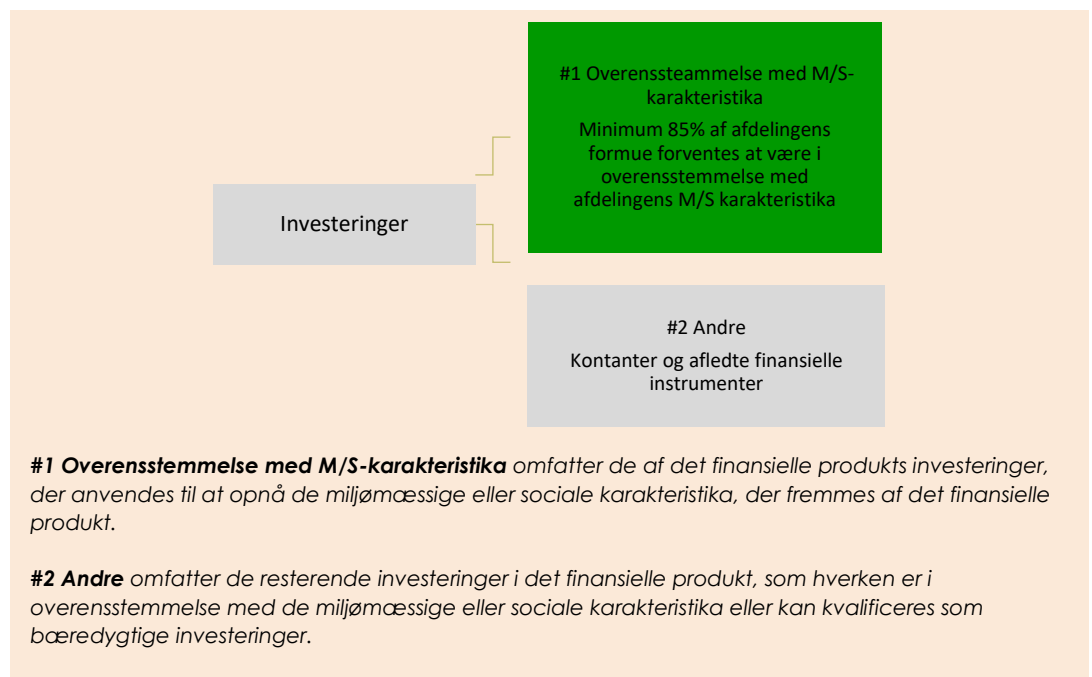 #1 Overenssteammelse med M/S-
karakteristika
Minimum 85% af afdelingens
formue forventes at være i
overensstemmelse med
afdelingens M/S karakteristika
Investeringer
#2 Andre
Kontanter og afledte finansielle
instrumenter
#1 Overensstemmelse med M/S-karakteristika omfatter de af det finansielle produkts investeringer,
der anvendes til at opnå de miljømæssige eller sociale karakteristika, der fremmes af det finansielle
produkt.
#2 Andre omfatter de resterende investeringer i det finansielle produkt, som hverken er i
overensstemmelse med de miljømæssige eller sociale karakteristika eller kan kvalificeres som
bæredygtige investeringer.